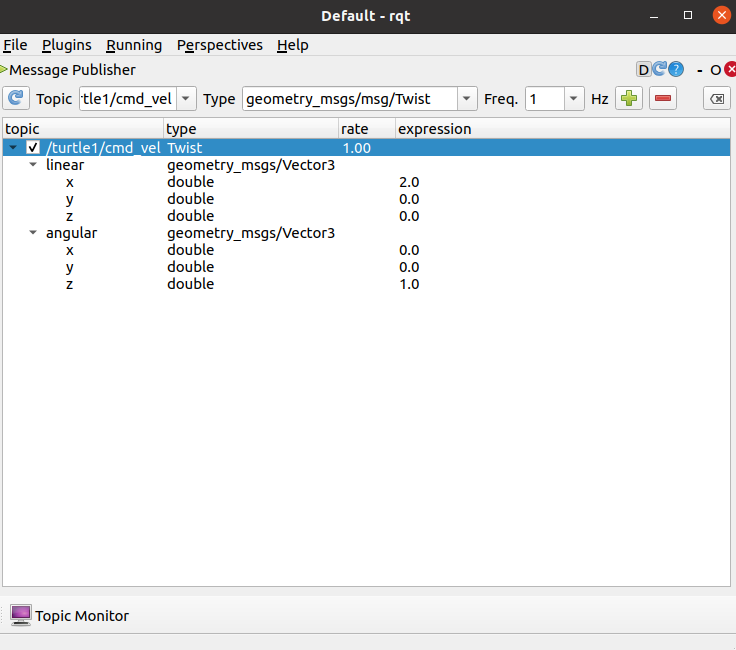 Default - rqt
File Plugins Running Perspectives Help
Message Publisher D ? - O
Topic tle1/cmd_vel Type geometry_msgs/msg/Twist Freq. 1 Hz
topic type rate expression
/turtle1/cmd_vel Twist 1.00
linear geometry_msgs/Vector3
x double 2.0
y double 0.0
z double 0.0
angular geometry_msgs/Vector3
x double 0.0
y double 0.0
z double 1.0
Topic Monitor